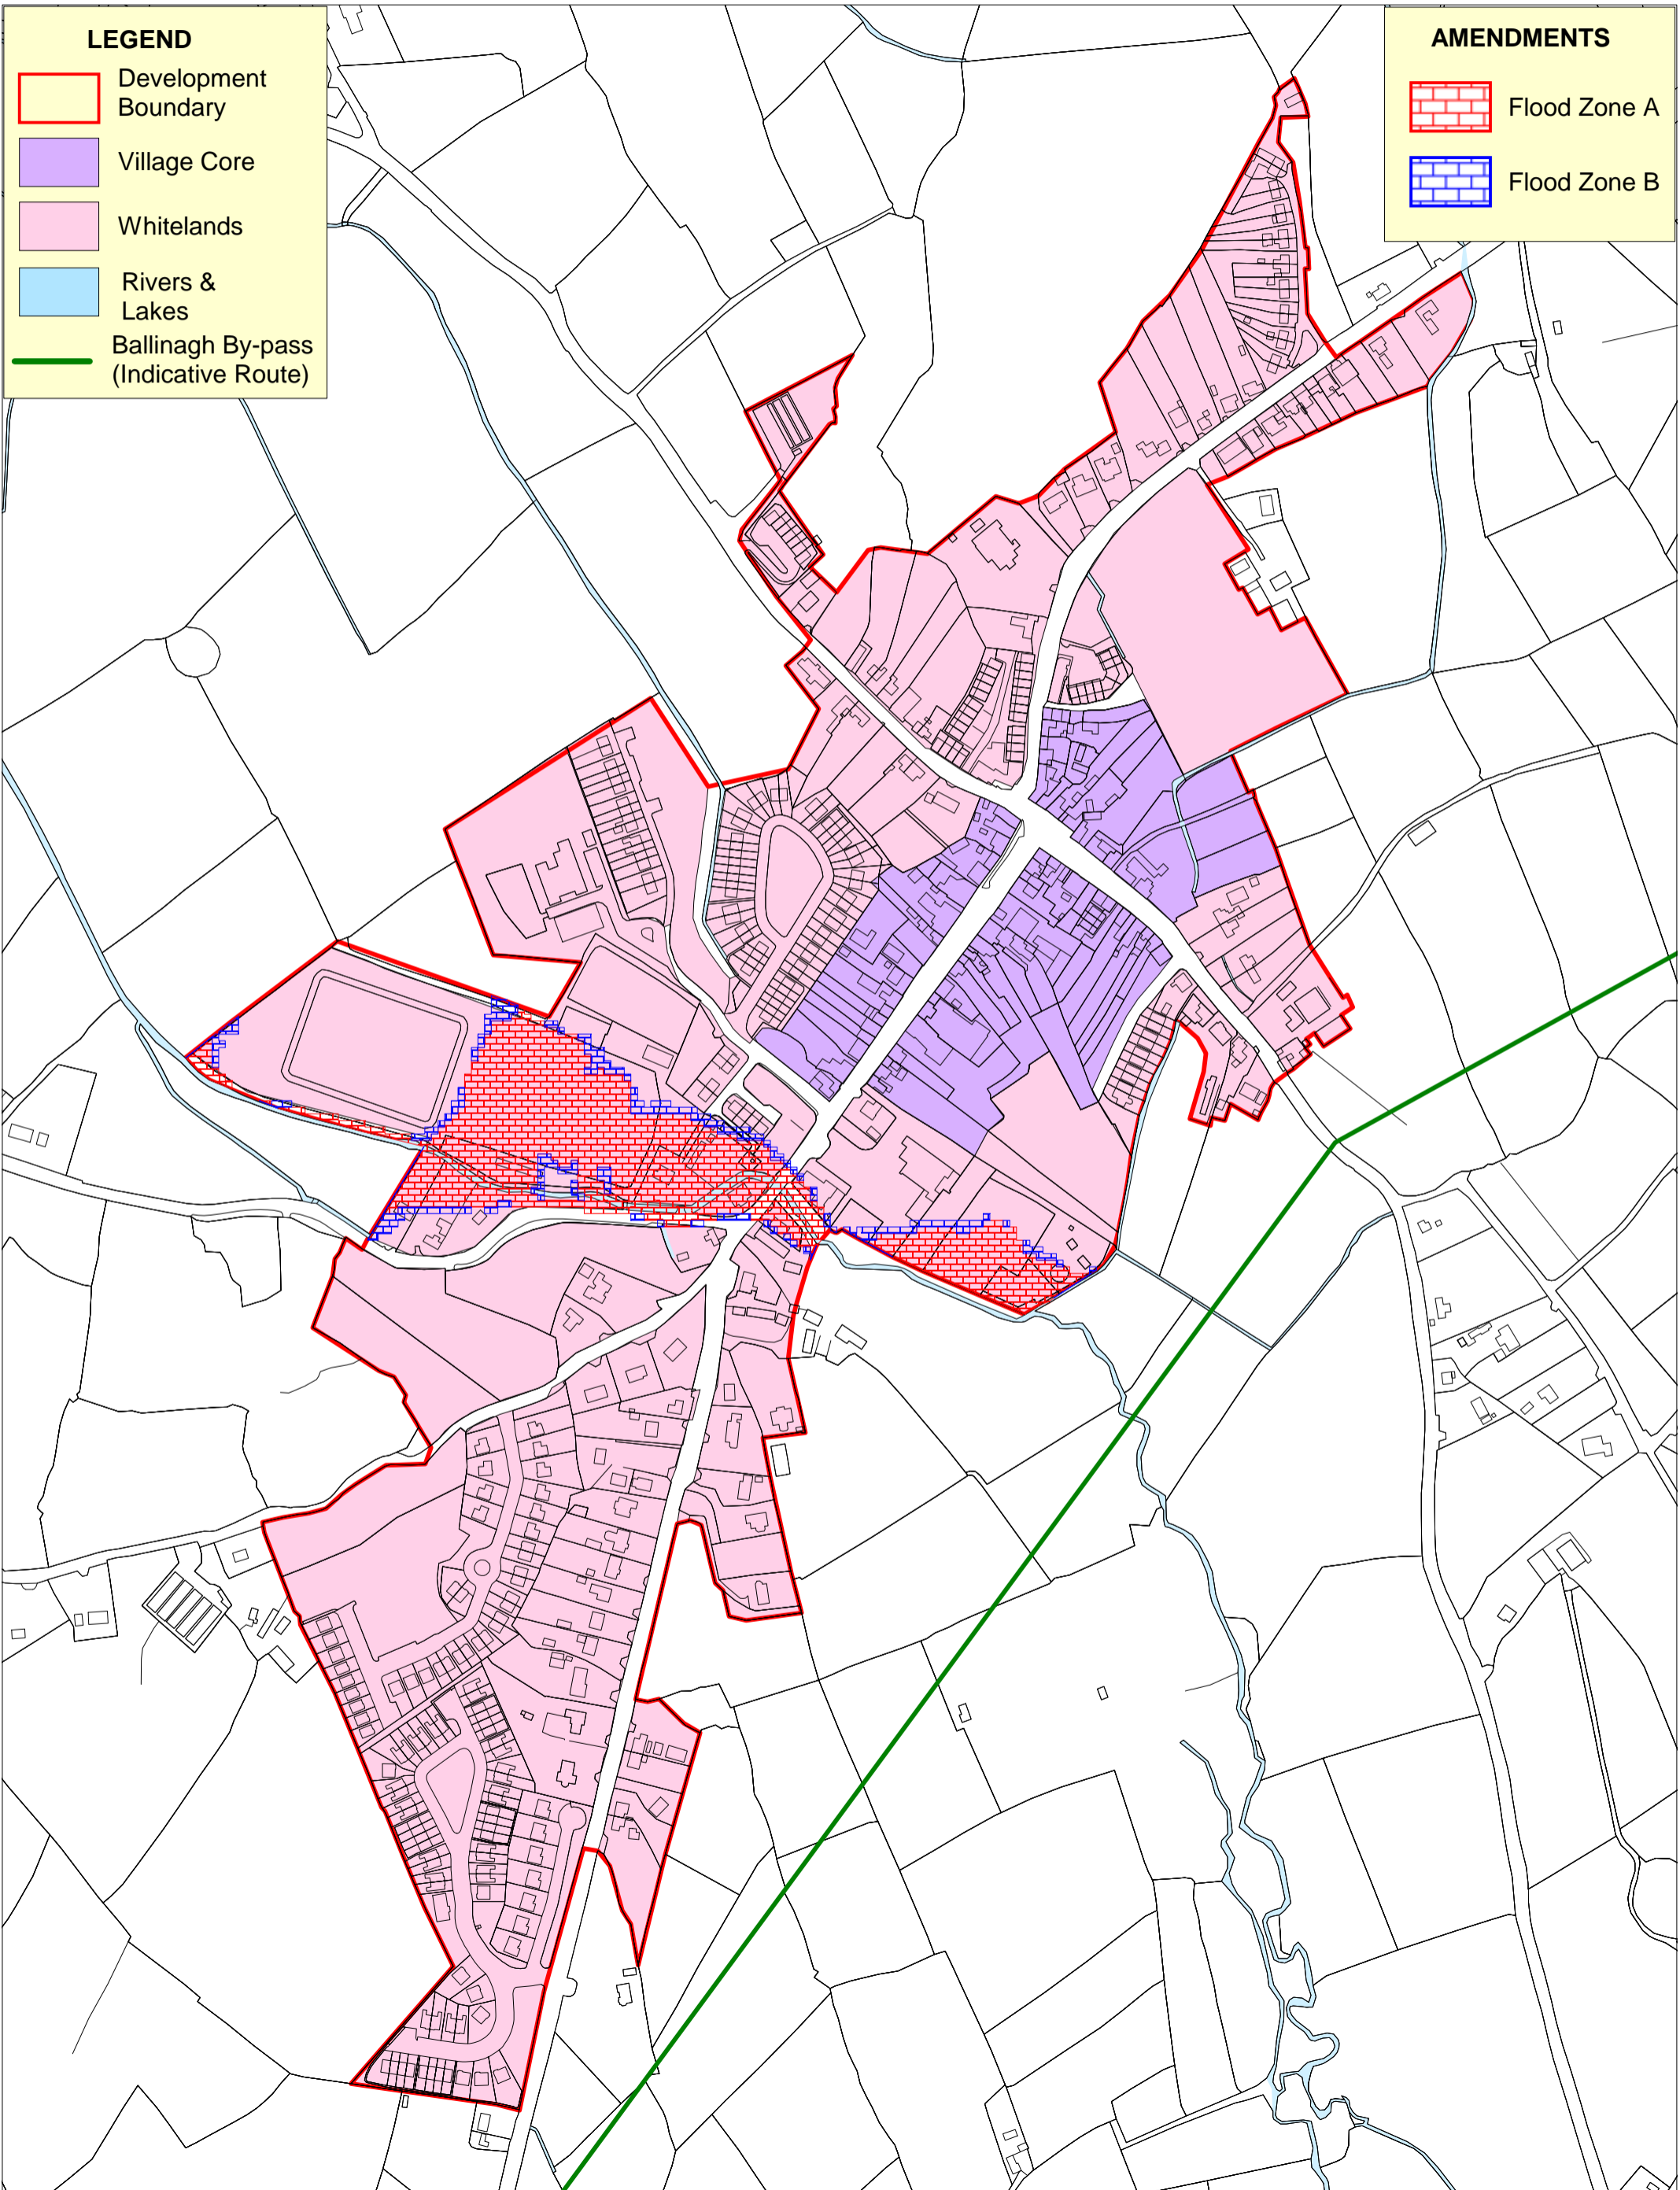 LEGEND
Development
Boundary
Village Core
Whitelands
Rivers &
Lakes
Ballinagh By-pass
(Indicative Route)
AMENDMENTS
Flood Zone A
Flood Zone B